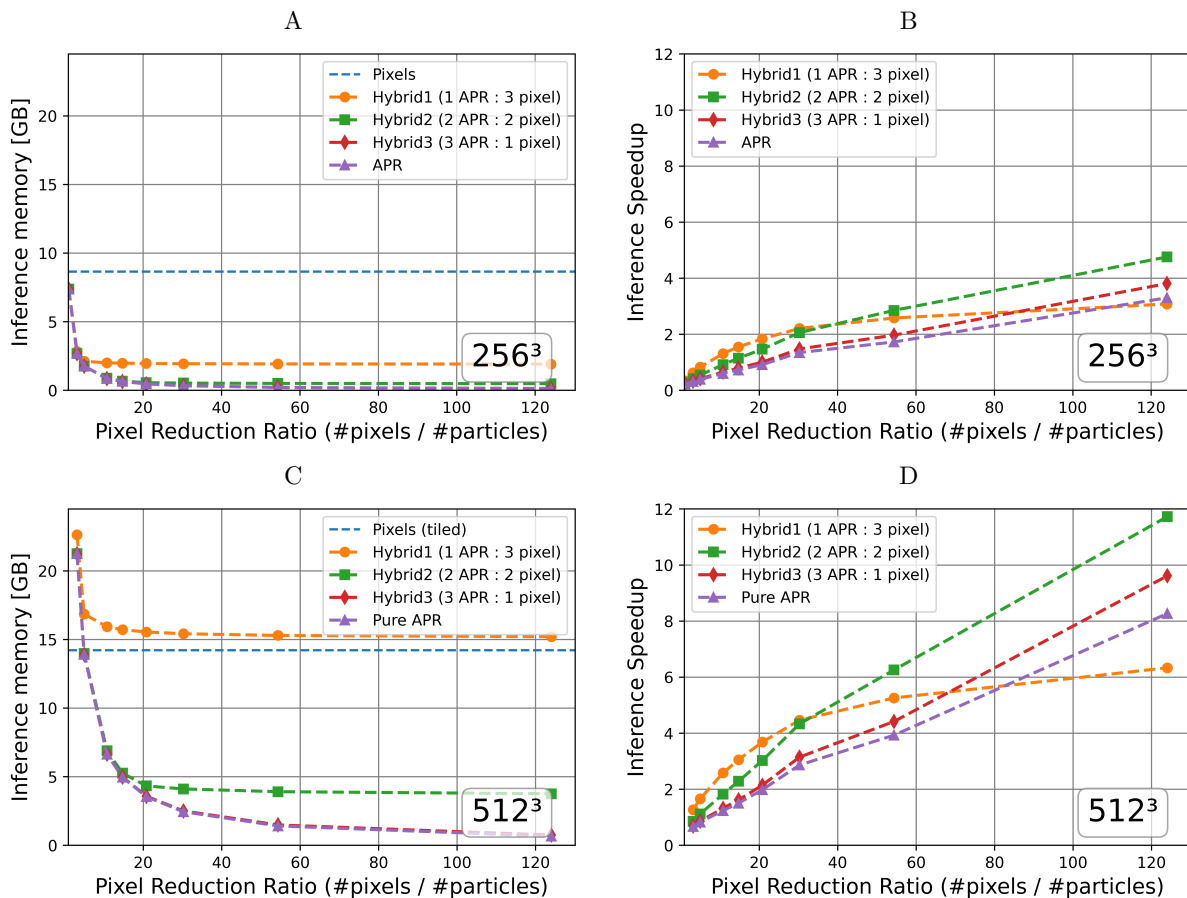 A
Inference memory [GB]
20
15
10
5
0
Pixels
Hybrid1 (1 APR : 3 pixel)
Hybrid2 (2 APR : 2 pixel)
Hybrid3 (3 APR : 1 pixel)
APR
256³
20 40 60 80 100 120
Pixel Reduction Ratio (#pixels / #particles)
B
Inference Speedup
12
10
8
6
4
2
0
Hybrid1 (1 APR : 3 pixel)
Hybrid2 (2 APR : 2 pixel)
Hybrid3 (3 APR : 1 pixel)
APR
256³
20 40 60 80 100 120
Pixel Reduction Ratio (#pixels / #particles)
C
Inference memory [GB]
20
15
10
5
0
Pixels (tiled)
Hybrid1 (1 APR : 3 pixel)
Hybrid2 (2 APR : 2 pixel)
Hybrid3 (3 APR : 1 pixel)
Pure APR
512³
20 40 60 80 100 120
Pixel Reduction Ratio (#pixels / #particles)
D
Inference Speedup
12
10
8
6
4
2
0
Hybrid1 (1 APR : 3 pixel)
Hybrid2 (2 APR : 2 pixel)
Hybrid3 (3 APR : 1 pixel)
Pure APR
512³
20 40 60 80 100 120
Pixel Reduction Ratio (#pixels / #particles)